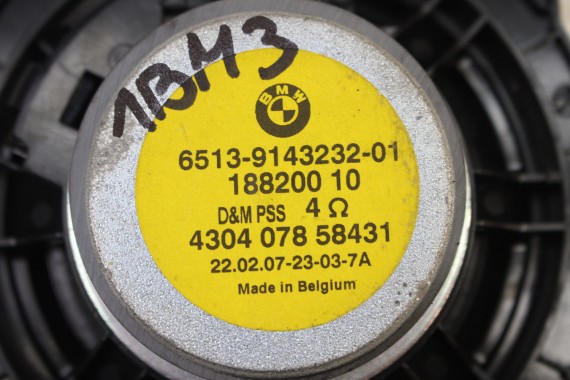 1BM3
BMW
6513-9143232-01
188200 10
D&M PSS 4 Ω
4304 078 58431
22.02.07-23-03-7A
Made in Belgium